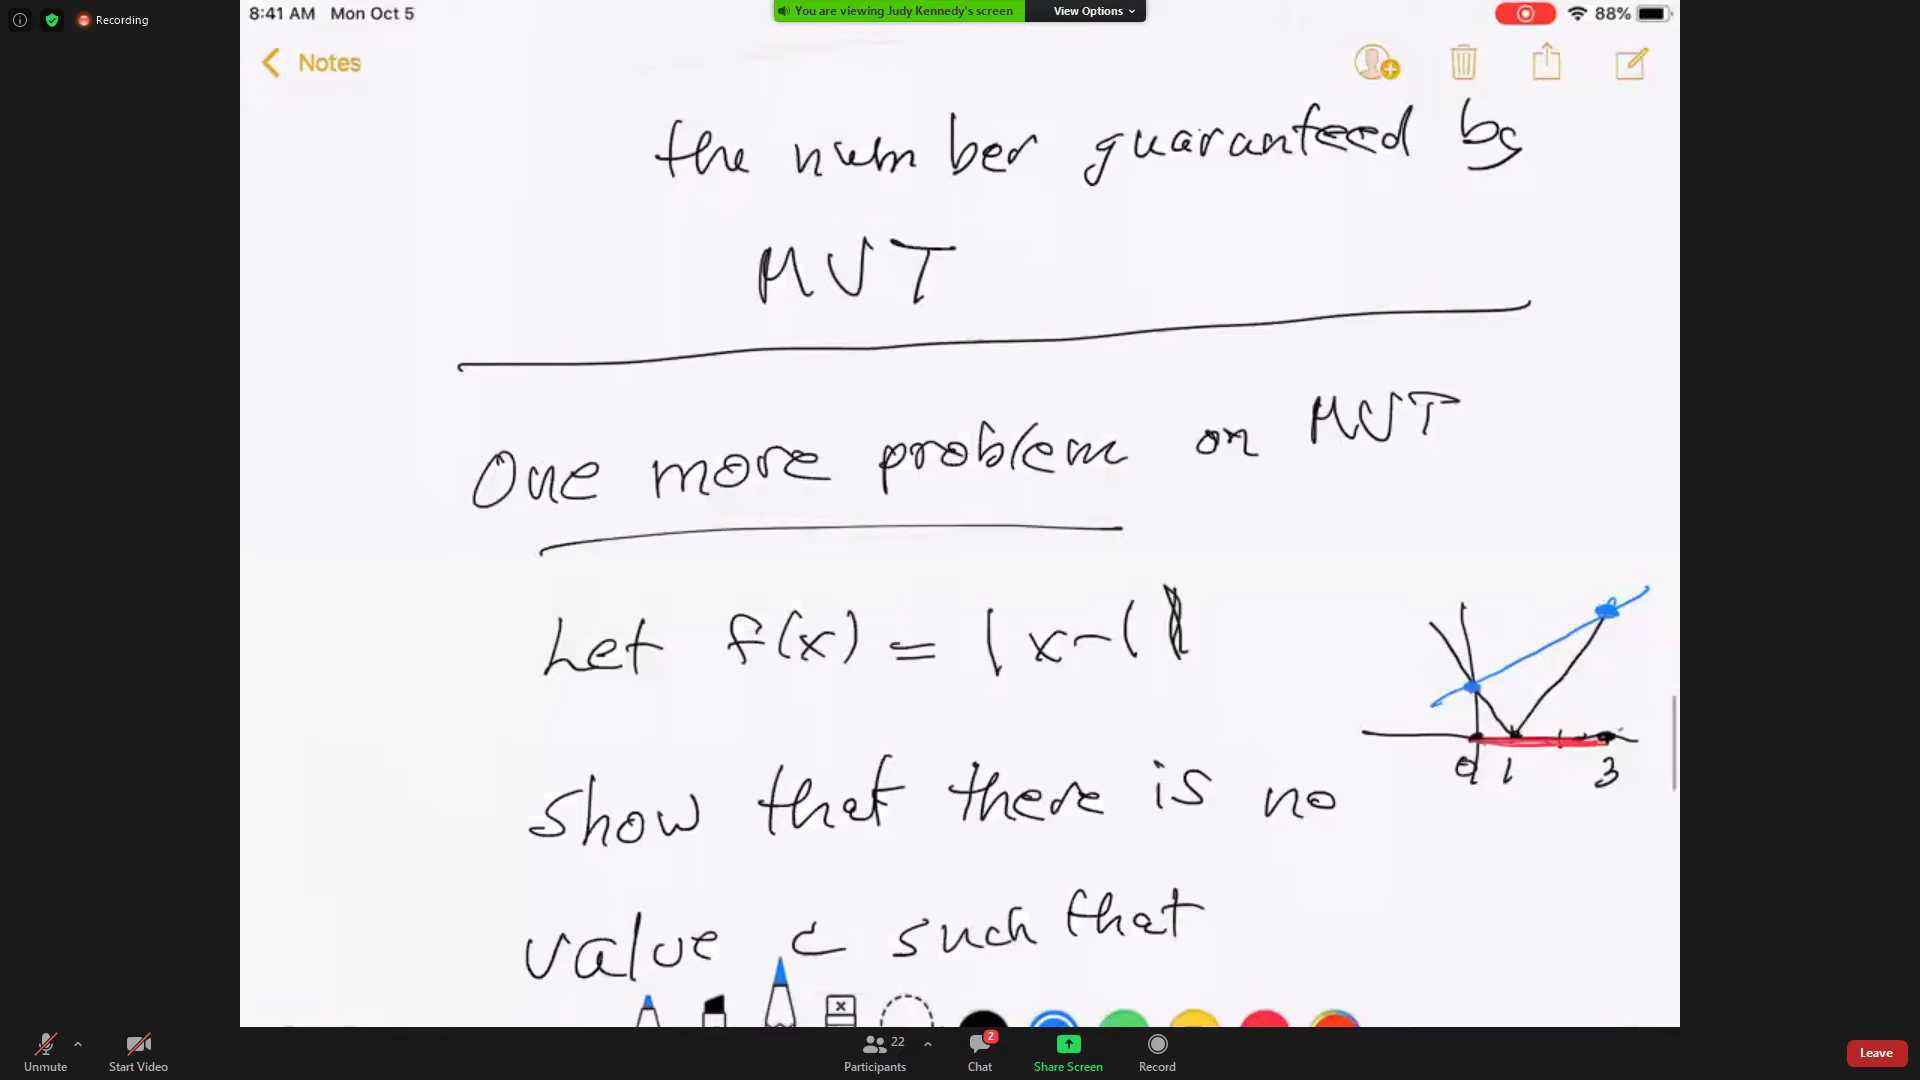 8:41 AM Mon Oct 5
Recording
You are viewing Judy Kennedy's screen View Options
88%
Notes
the number guaranteed by
MVT
One more problem on MVT
Let f(x) = |x-1|
0 1 3
show that there is no
value c such that
Unmute Start Video 22 Participants 2 Chat Share Screen Record Leave